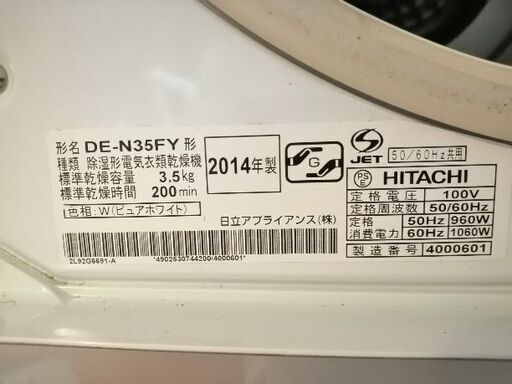 形名 DE-N35FY 形
種類 除湿形電気衣類乾燥機
標準乾燥容量 3.5kg
標準乾燥時間 200min
色相:W(ピュアホワイト)
2014年製
G
S
JET
50/60Hz共用
PS
E
HITACHI
定格電圧 100V
定格周波数 50/60Hz
定格 50Hz 960W
消費電力 60Hz 1060W
製造番号 4000601
日立アプライアンス(株)
2L92G6691-A
*4902530744200/4000601*